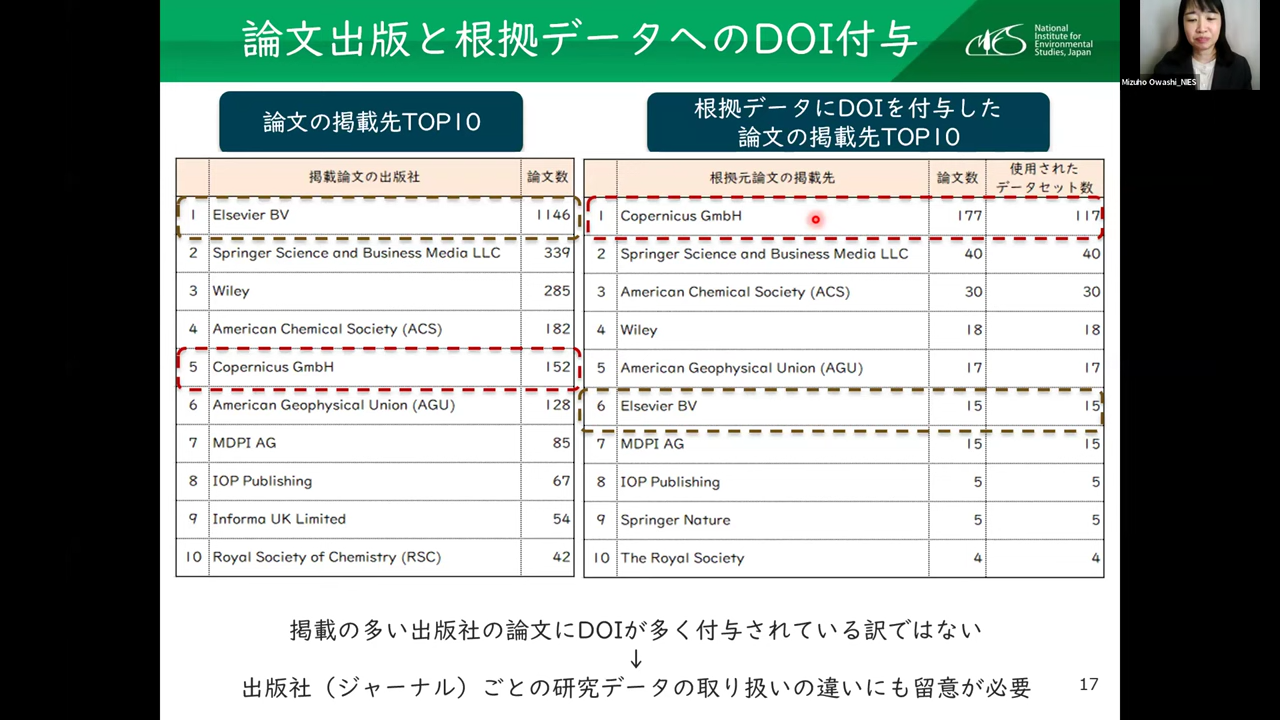 論文出版と根拠データへのDOI付与
NIES
National
Institute for
Environmental
Studies, Japan
Mizuho Owashi_NIES
論文の掲載先TOP10
掲載論文の出版社 論文数
1 Elsevier BV 1146
2 Springer Science and Business Media LLC 339
3 Wiley 285
4 American Chemical Society (ACS) 182
5 Copernicus GmbH 152
6 American Geophysical Union (AGU) 128
7 MDPI AG 85
8 IOP Publishing 67
9 Informa UK Limited 54
10 Royal Society of Chemistry (RSC) 42
根拠データにDOIを付与した
論文の掲載先TOP10
根拠元論文の掲載先 論文数 使用された
データセット数
1 Copernicus GmbH 177 117
2 Springer Science and Business Media LLC 40 40
3 American Chemical Society (ACS) 30 30
4 Wiley 18 18
5 American Geophysical Union (AGU) 17 17
6 Elsevier BV 15 15
7 MDPI AG 15 15
8 IOP Publishing 5 5
9 Springer Nature 5 5
10 The Royal Society 4 4
掲載の多い出版社の論文にDOIが多く付与されている訳ではない
↓
出版社（ジャーナル）ごとの研究データの取り扱いの違いにも留意が必要
17